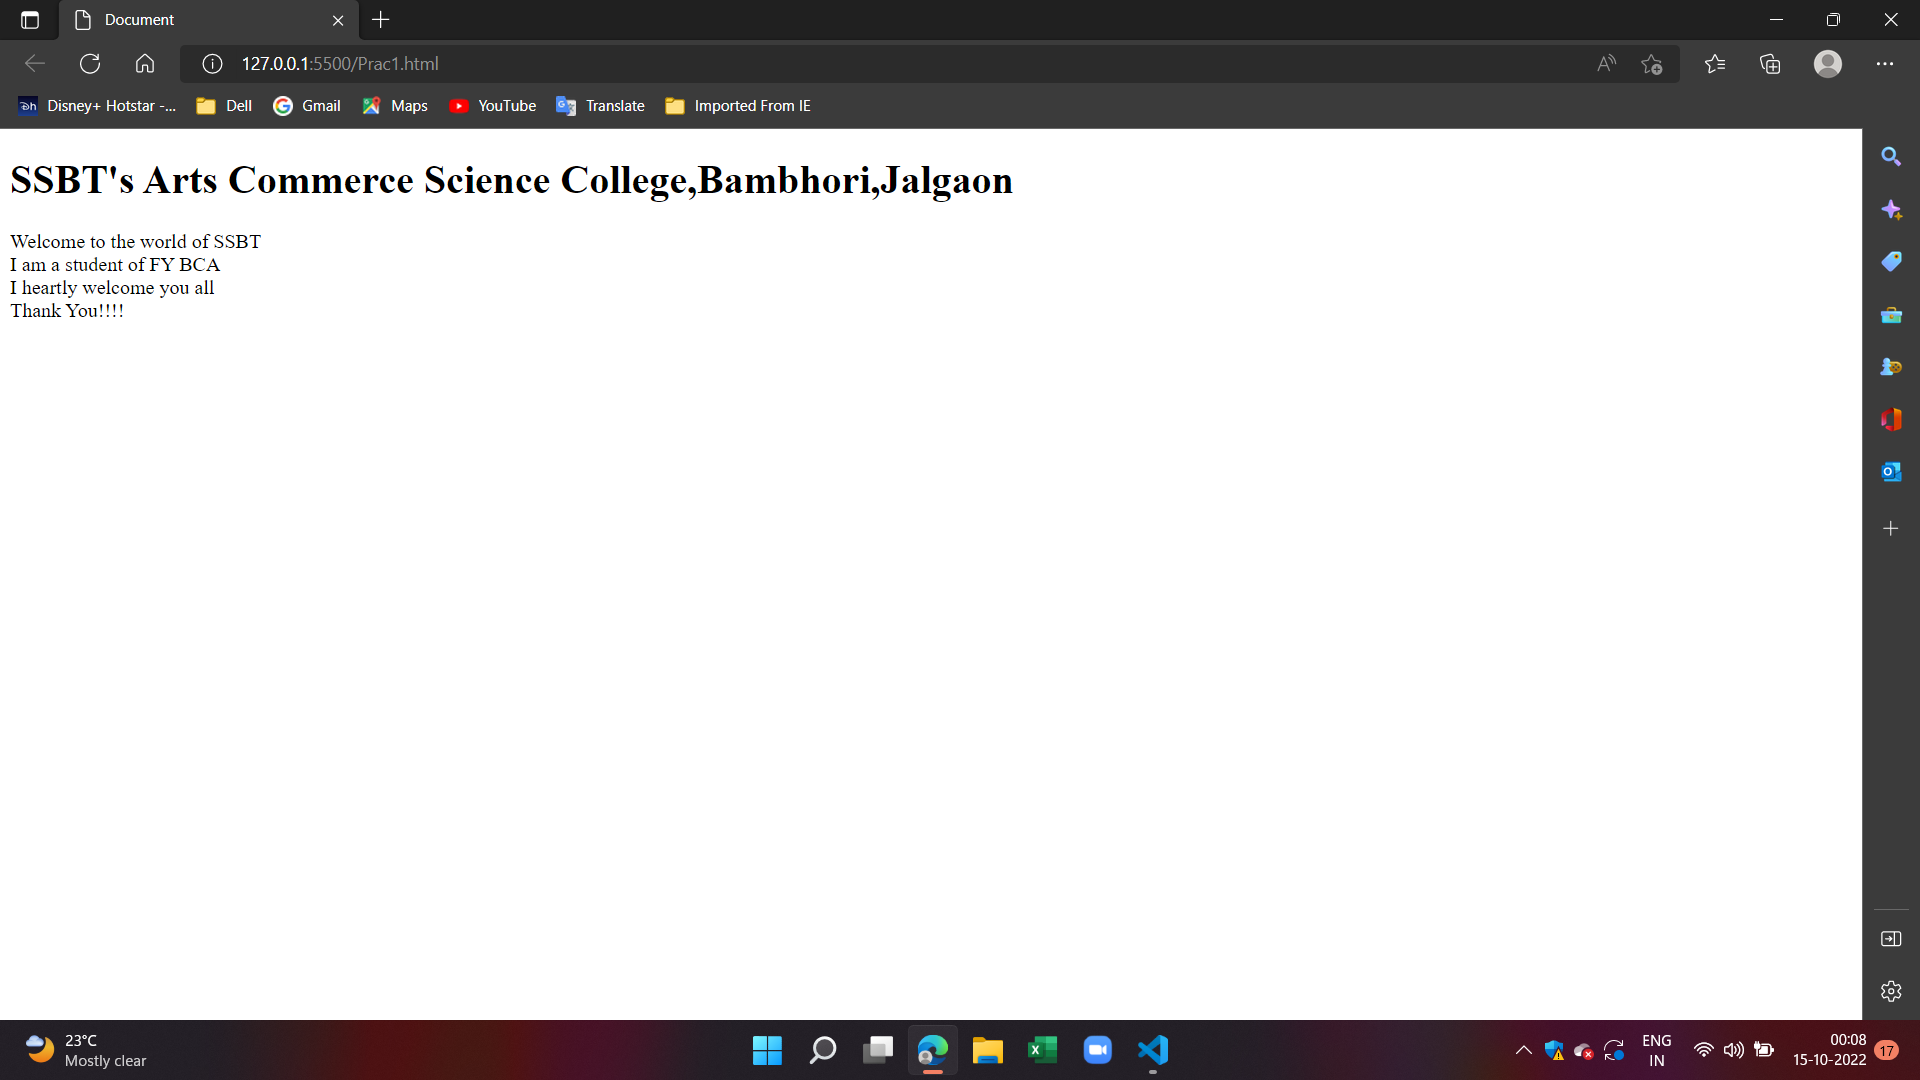 Document
127.0.0.1:5500/Prac1.html
Disney+ Hotstar -... Dell Gmail Maps YouTube Translate Imported From IE
SSBT's Arts Commerce Science College,Bambhori,Jalgaon
Welcome to the world of SSBT
I am a student of FY BCA
I heartly welcome you all
Thank You!!!!
23°C
Mostly clear
ENG
IN
00:08
15-10-2022
17